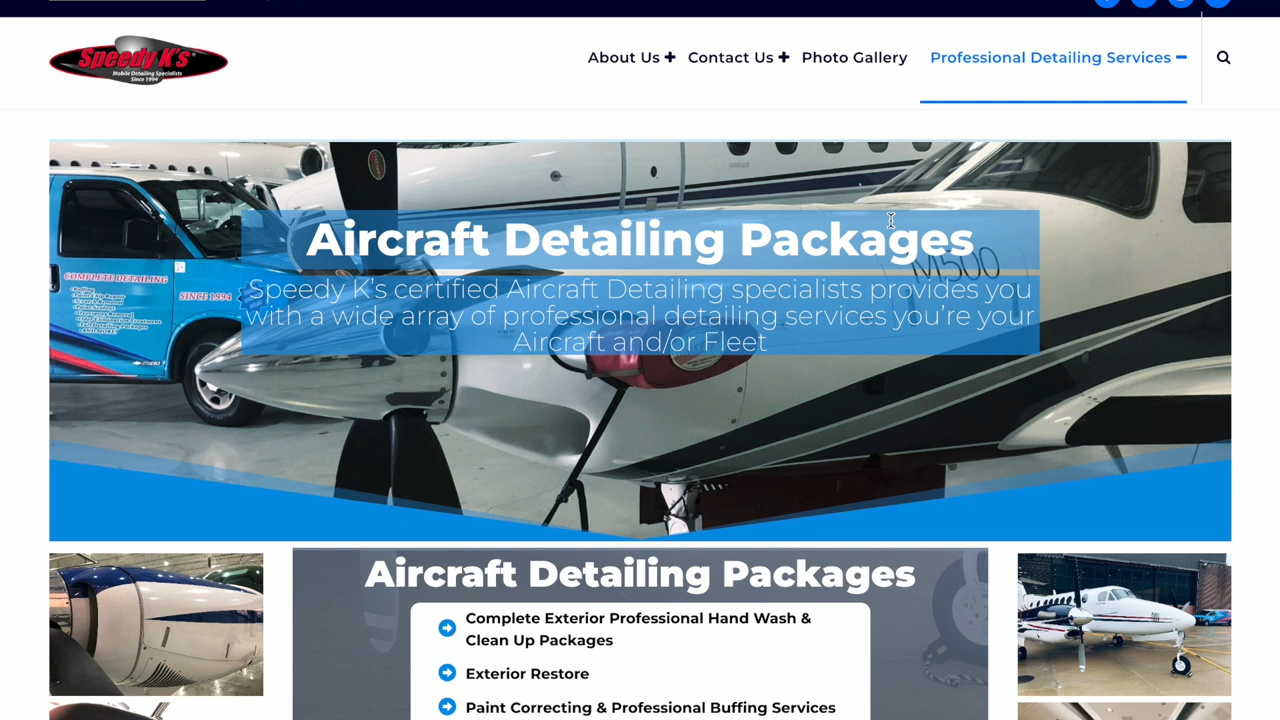 Speedy K's
Mobile Detailing Specialists
Since 1994
About Us
Contact Us
Photo Gallery
Professional Detailing Services
COMPLETE DETAILING
SINCE 1994
M500
Aircraft Detailing Packages
Speedy K's certified Aircraft Detailing specialists provides you
with a wide array of professional detailing services you're your
Aircraft and/or Fleet
Aircraft Detailing Packages
Complete Exterior Professional Hand Wash &
Clean Up Packages
Exterior Restore
Paint Correcting & Professional Buffing Services